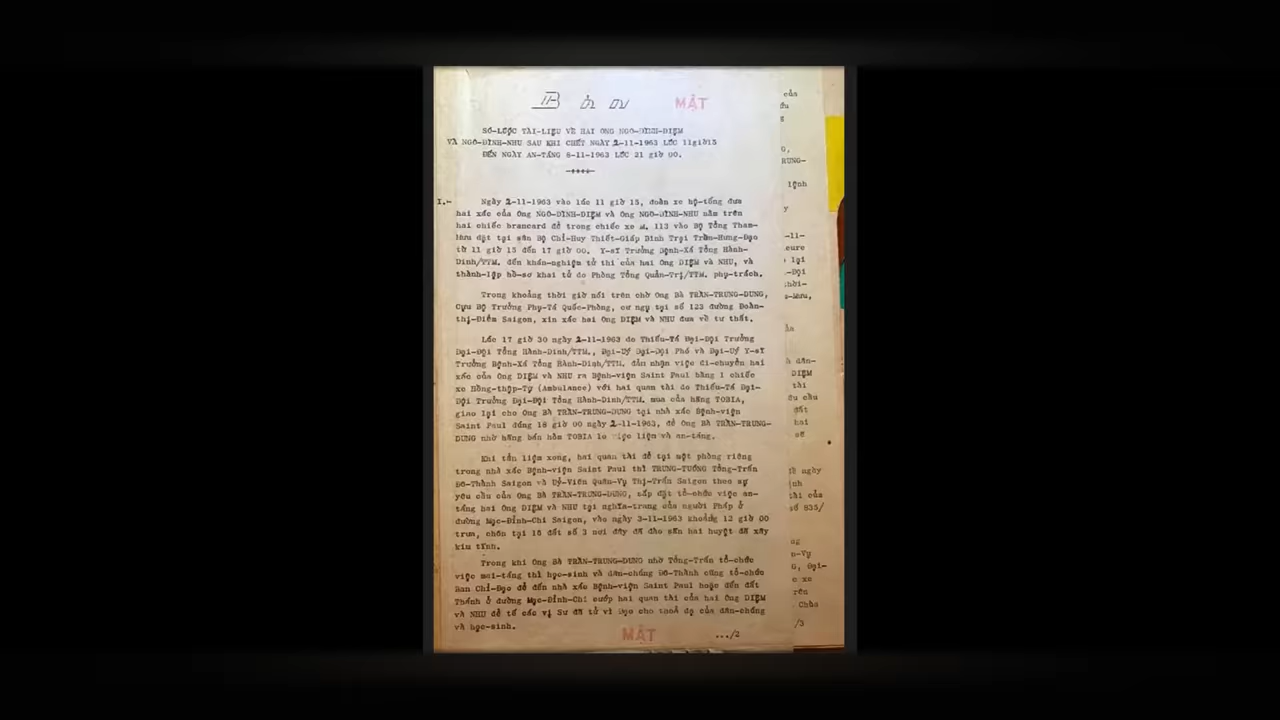 Bản
MẬT
SƠ-LƯỢC TÀI-LIỆU VỀ HAI ÔNG NGÔ-ĐÌNH-DIỆM
VÀ NGÔ-ĐÌNH-NHU SAU KHI CHẾT NGÀY 2-11-1963 LÚC 11giờ15
ĐẾN NGÀY AN-TÁNG 8-11-1963 LÚC 21 giờ 00.
I.- Ngày 2-11-1963 vào lúc 11 giờ 15, đoàn xe hộ-tống đưa
hai xác của Ông NGÔ-ĐÌNH-DIỆM và Ông NGÔ-ĐÌNH-NHU nằm trên
hai chiếc brancard để trong chiếc xe M. 113 vào Bộ Tổng Tham-
Mưu đặt tại sân Bộ Chỉ-Huy Thiết-Giáp Binh Trại Trần-Hưng-Đạo
từ 11 giờ 15 đến 17 giờ 00. Y-sĩ Trưởng Bệnh-Xá Tổng Hành-
Dinh/TTM. đến khán-nghiệm tử thi của hai Ông DIỆM và NHU, và
thành-lập hồ-sơ khai tử do Phòng Tổng Quản-Trị/TTM. phụ-trách.
Trong khoảng thời giờ nói trên chờ Ông Bà TRẦN-TRUNG-DUNG,
Cựu Bộ Trưởng Phụ-Tá Quốc-Phòng, cư ngụ tại số 123 đường Đoàn-
thị-Điểm Saigon, xin xác hai Ông DIỆM và NHU đưa về tư thất.
Lúc 17 giờ 30 ngày 2-11-1963 do Thiếu-Tá Đại-Đội Trưởng
Đại-Đội Tổng Hành-Dinh/TTM., Đại-Uý Đại-Đội Phó và Đại-Uý Y-sĩ
Trưởng Bệnh-Xá Tổng Hành-Dinh/TTM. đảm nhận việc di-chuyển hai
xác của Ông DIỆM và NHU ra Bệnh-viện Saint Paul bằng 1 chiếc
xe Hồng-thập-Tự (Ambulance) với hai quan tài do Thiếu-Tá Đại-
Đội Trưởng Đại-Đội Tổng Hành-Dinh/TTM. mua của hãng TOBIA,
giao lại cho Ông Bà TRẦN-TRUNG-DUNG tại nhà xác Bệnh-viện
Saint Paul đúng 18 giờ 00 ngày 2-11-1963, để Ông Bà TRẦN-TRUNG-
DUNG nhờ hãng bán hòm TOBIA lo việc liệm và an-táng.
Khi tẩn liệm xong, hai quan tài để tại một phòng riêng
trong nhà xác Bệnh-viện Saint Paul thì TRUNG-TƯỚNG Tổng-Trấn
Đô-Thành Saigon và Uỷ-Viên Quân-Vụ Thị-Trấn Saigon theo sự
yêu cầu của Ông Bà TRẦN-TRUNG-DUNG, sắp đặt tổ-chức việc an-
táng hai Ông DIỆM và NHU tại nghĩa-trang của người Pháp ở
đường Mạc-Đỉnh-Chi Saigon, vào ngày 3-11-1963 khoảng 12 giờ 00
trưa, chôn tại lô đất số 3 nơi đây đã đào sẵn hai huyệt đã xây
kim tĩnh.
Trong khi Ông Bà TRẦN-TRUNG-DUNG nhờ Tổng-Trấn tổ-chức
việc mai-táng thì học-sinh và dân-chúng Đô-Thành cũng tổ-chức
Ban Chỉ-Đạo để đến nhà xác Bệnh-viện Saint Paul hoặc đến đất
Thánh ở đường Mạc-Đỉnh-Chi cướp hai quan tài của hai Ông DIỆM
và NHU để tế các vị Sư đã tử vì Đạo cho thoả dạ của dân-chúng
và học-sinh.
MẬT
.../2